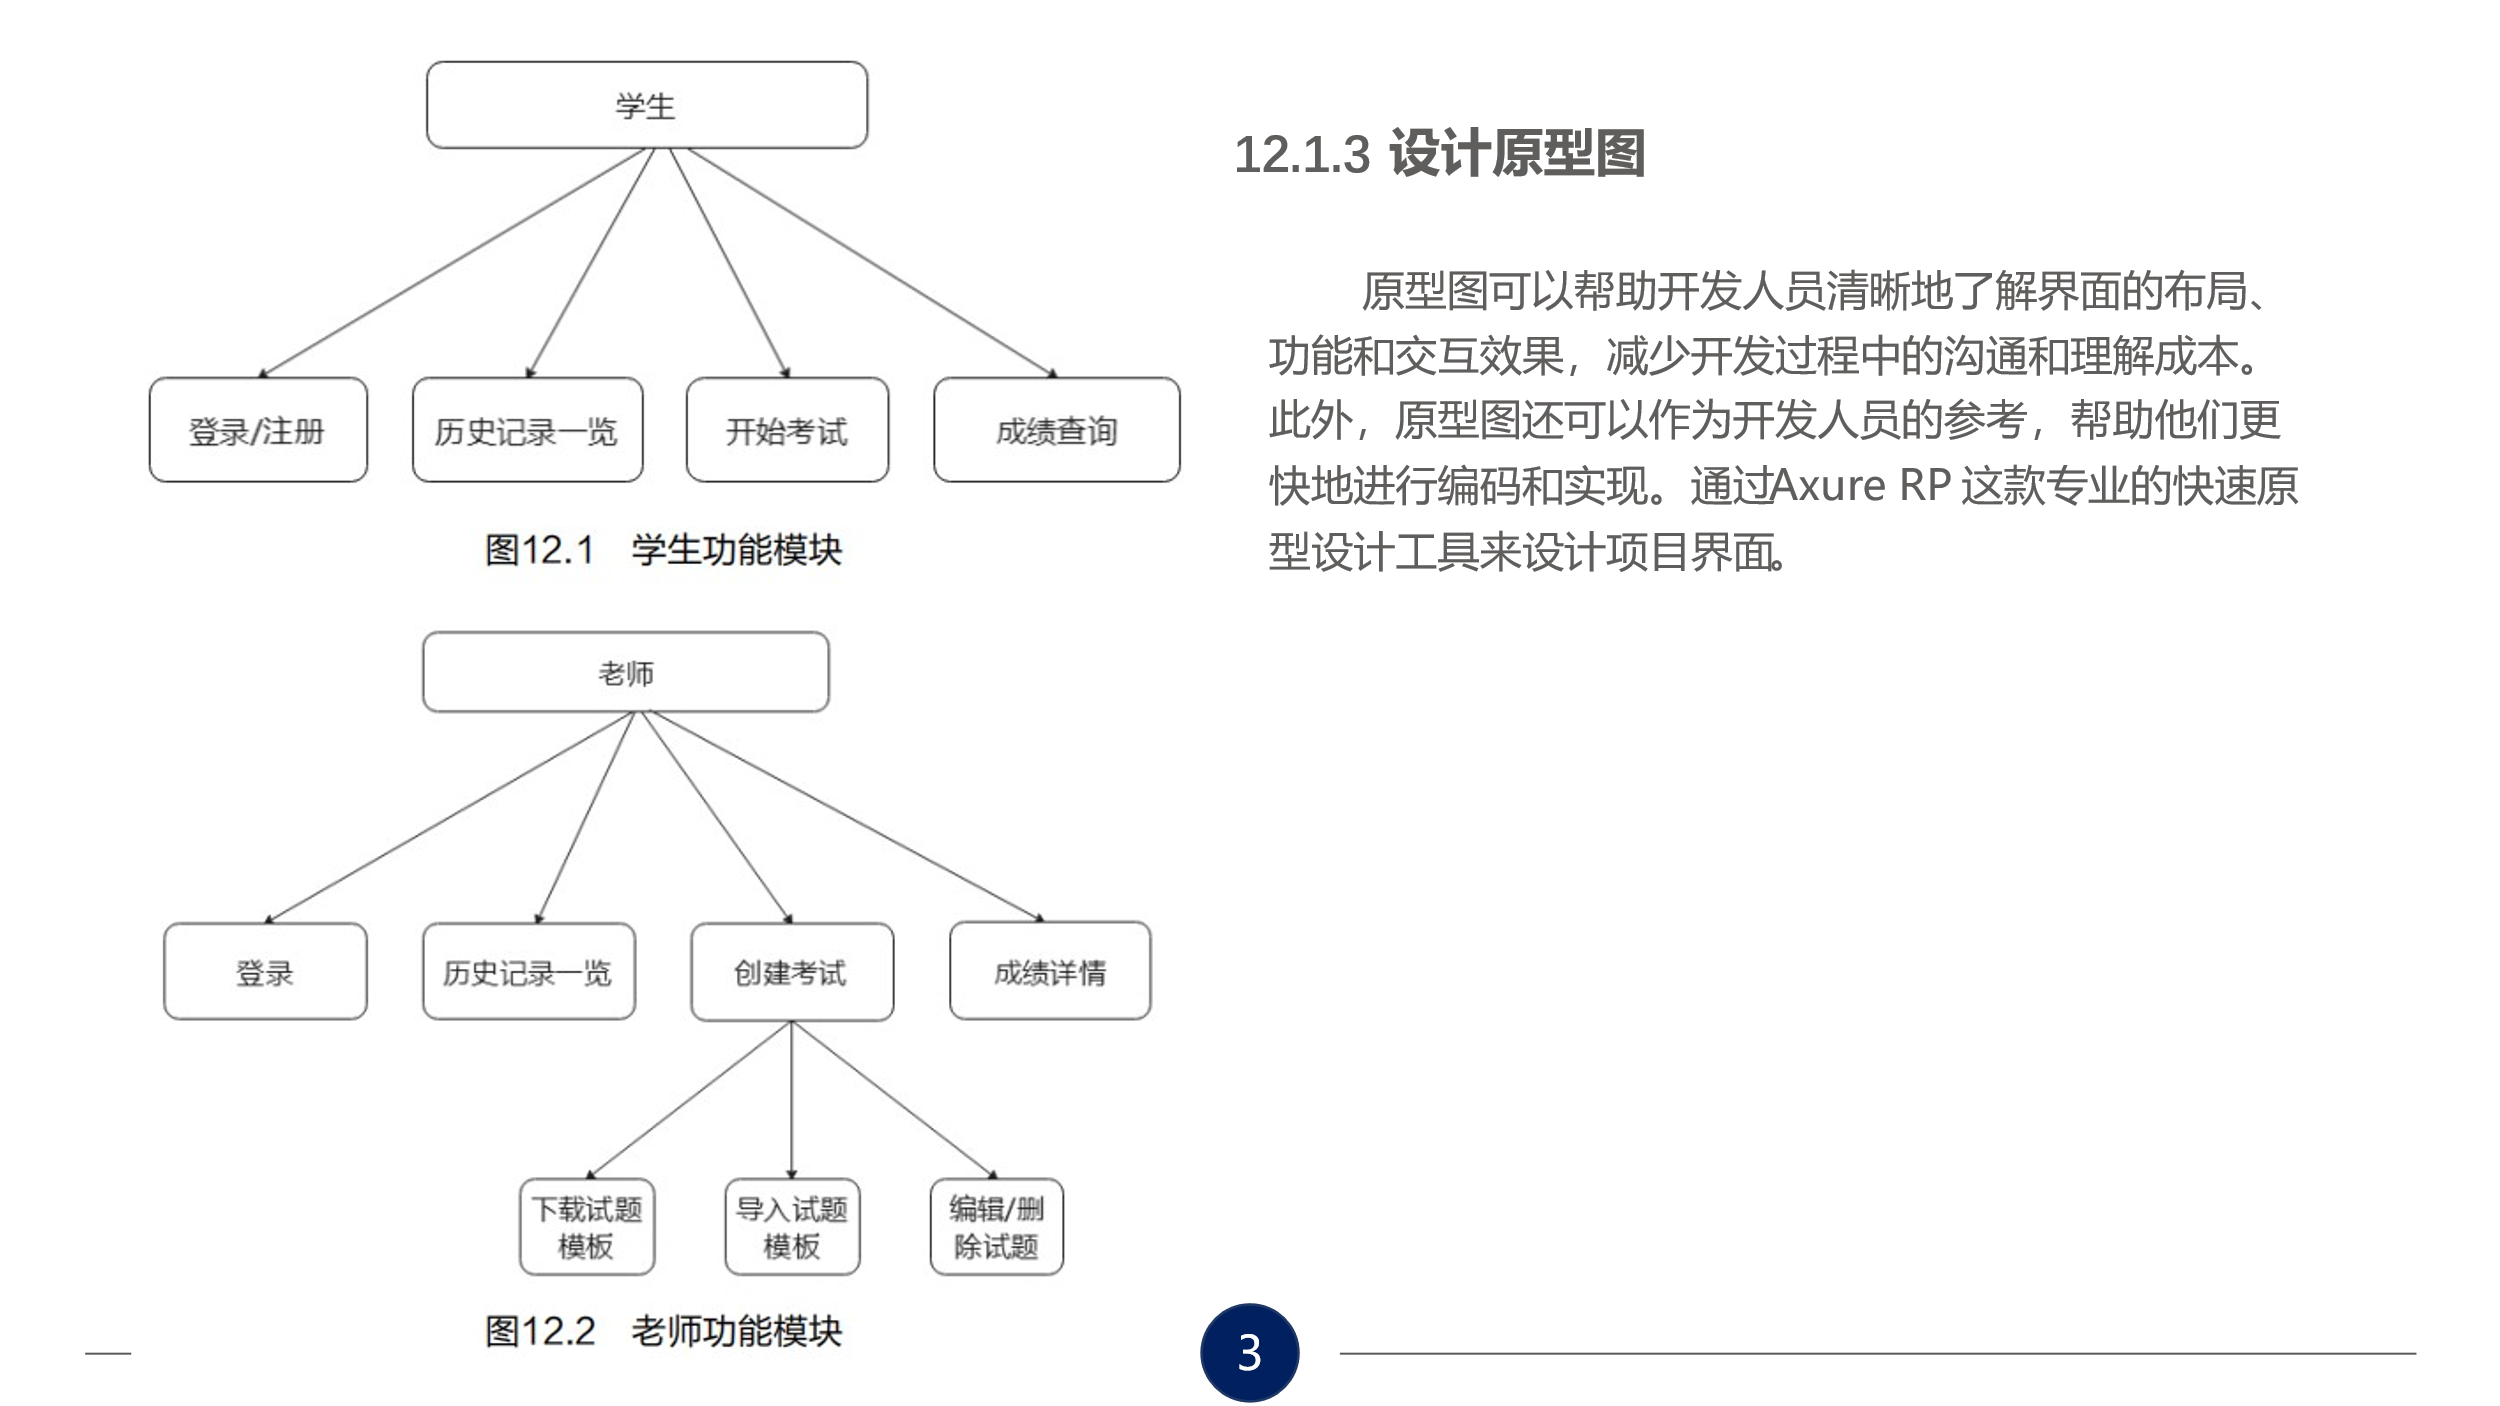 学生
登录/注册
历史记录一览
开始考试
成绩查询
图12.1 学生功能模块
老师
登录
历史记录一览
创建考试
成绩详情
下载试题
模板
导入试题
模板
编辑/删
除试题
图12.2 老师功能模块
12.1.3 设计原型图
原型图可以帮助开发人员清晰地了解界面的布局、
功能和交互效果，减少开发过程中的沟通和理解成本。
此外，原型图还可以作为开发人员的参考，帮助他们更
快地进行编码和实现。通过Axure RP 这款专业的快速原
型设计工具来设计项目界面。
3